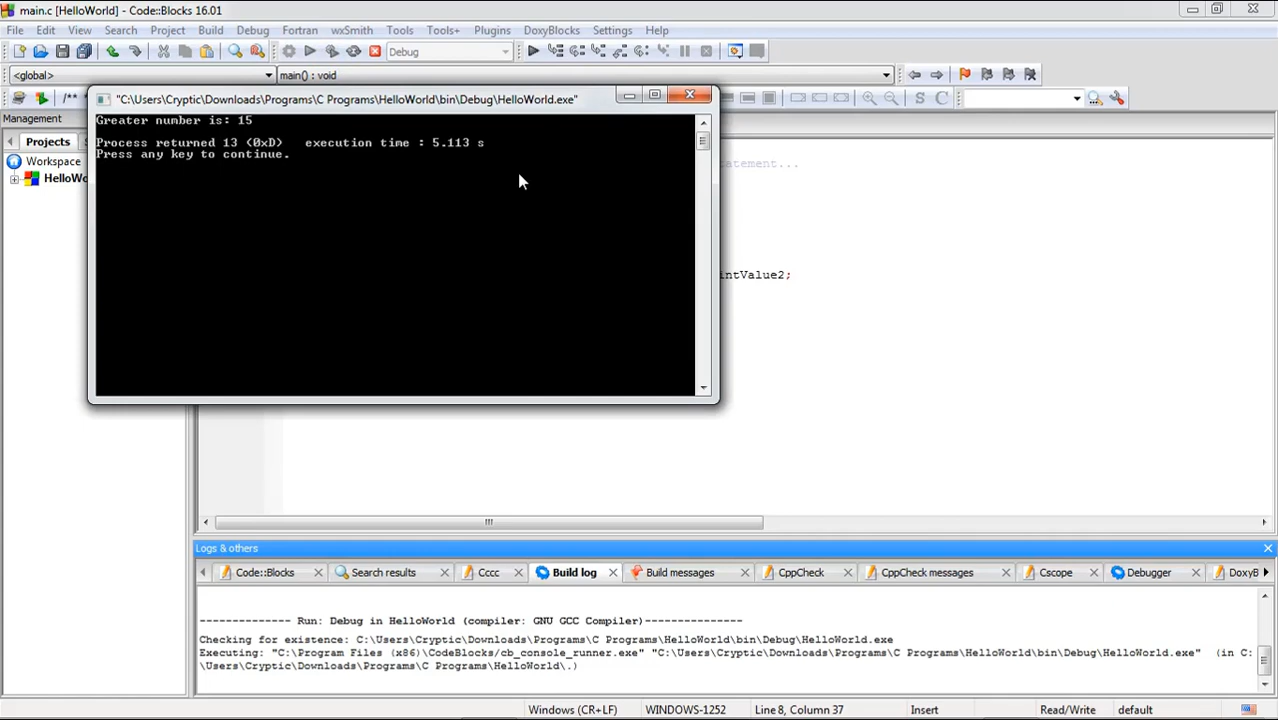 main.c [HelloWorld] - Code::Blocks 16.01
File Edit View Search Project Build Debug Fortran wxSmith Tools Tools+ Plugins DoxyBlocks Settings Help
Debug
<global> main() : void
/**
Management
"C:\Users\Cryptic\Downloads\Programs\C Programs\HelloWorld\bin\Debug\HelloWorld.exe"
Greater number is: 15
Process returned 13 (0xD)   execution time : 5.113 s
Press any key to continue.
Projects
Workspace
HelloWo
tatement...
intValue2;
Logs & others
Code::Blocks Search results Cccc Build log Build messages CppCheck CppCheck messages Cscope Debugger DoxyB
-------------- Run: Debug in HelloWorld (compiler: GNU GCC Compiler)---------------
Checking for existence: C:\Users\Cryptic\Downloads\Programs\C Programs\HelloWorld\bin\Debug\HelloWorld.exe
Executing: "C:\Program Files (x86)\CodeBlocks/cb_console_runner.exe" "C:\Users\Cryptic\Downloads\Programs\C Programs\HelloWorld\bin\Debug\HelloWorld.exe"  (in C:
\Users\Cryptic\Downloads\Programs\C Programs\HelloWorld\.)
Windows (CR+LF) WINDOWS-1252 Line 8, Column 37 Insert Read/Write default